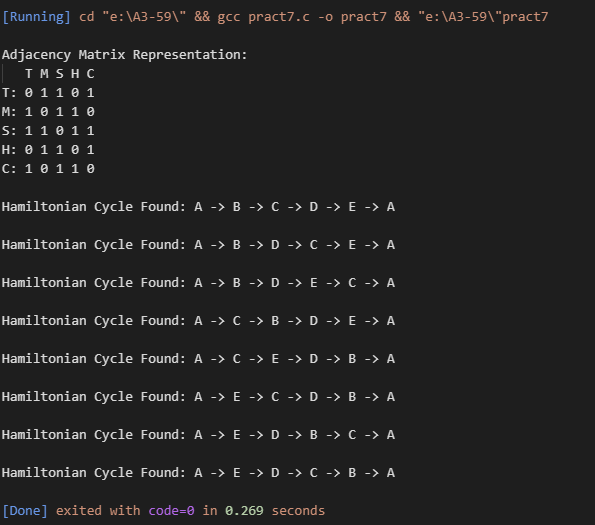 [Running] cd "e:\A3-59\" && gcc pract7.c -o pract7 && "e:\A3-59\"pract7
Adjacency Matrix Representation:
T M S H C
T: 0 1 1 0 1
M: 1 0 1 1 0
S: 1 1 0 1 1
H: 0 1 1 0 1
C: 1 0 1 1 0
Hamiltonian Cycle Found: A -> B -> C -> D -> E -> A
Hamiltonian Cycle Found: A -> B -> D -> C -> E -> A
Hamiltonian Cycle Found: A -> B -> D -> E -> C -> A
Hamiltonian Cycle Found: A -> C -> B -> D -> E -> A
Hamiltonian Cycle Found: A -> C -> E -> D -> B -> A
Hamiltonian Cycle Found: A -> E -> C -> D -> B -> A
Hamiltonian Cycle Found: A -> E -> D -> B -> C -> A
Hamiltonian Cycle Found: A -> E -> D -> C -> B -> A
[Done] exited with code=0 in 0.269 seconds